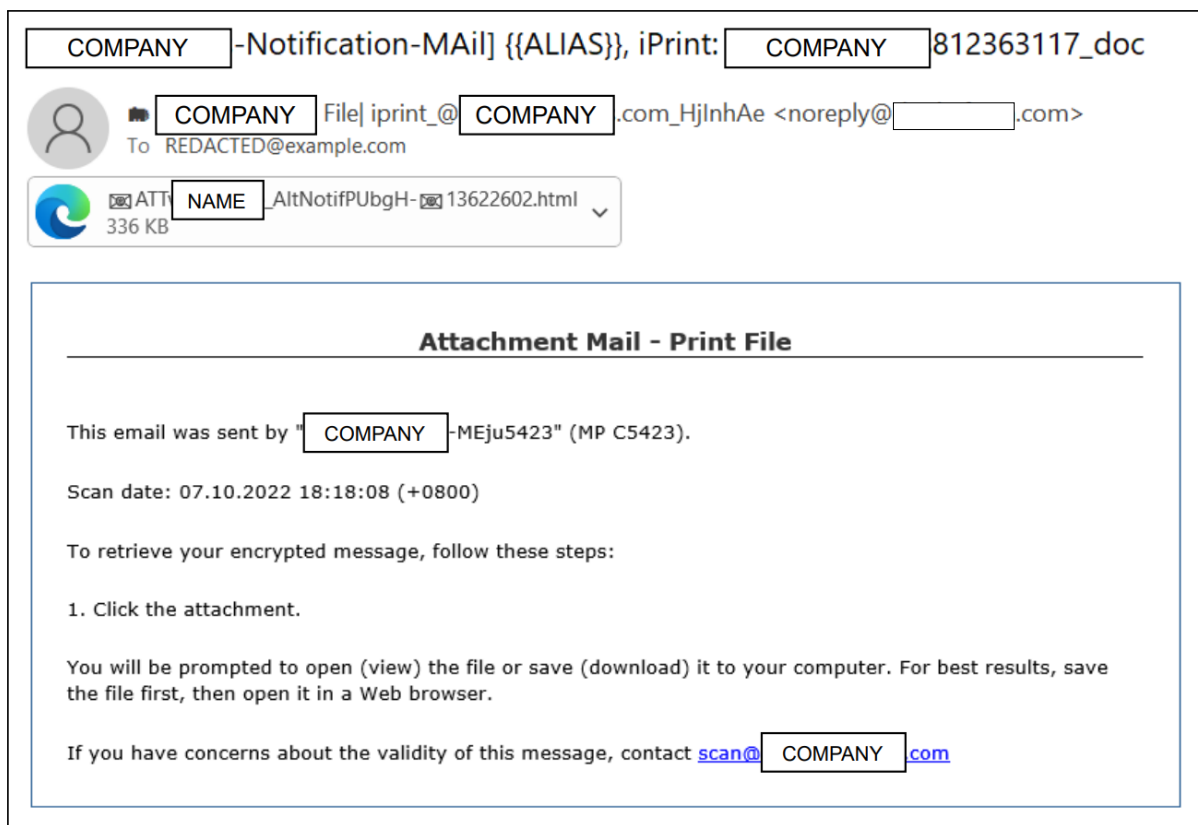 COMPANY -Notification-MAil] {{ALIAS}}, iPrint: COMPANY 812363117_doc
COMPANY File| iprint_@ COMPANY .com_HjInhAe <noreply@ .com>
To REDACTED@example.com
ATT NAME _AltNotifPUbgH- 13622602.html
336 KB
Attachment Mail - Print File
This email was sent by " COMPANY -MEju5423" (MP C5423).
Scan date: 07.10.2022 18:18:08 (+0800)
To retrieve your encrypted message, follow these steps:
1. Click the attachment.
You will be prompted to open (view) the file or save (download) it to your computer. For best results, save
the file first, then open it in a Web browser.
If you have concerns about the validity of this message, contact scan@ COMPANY .com